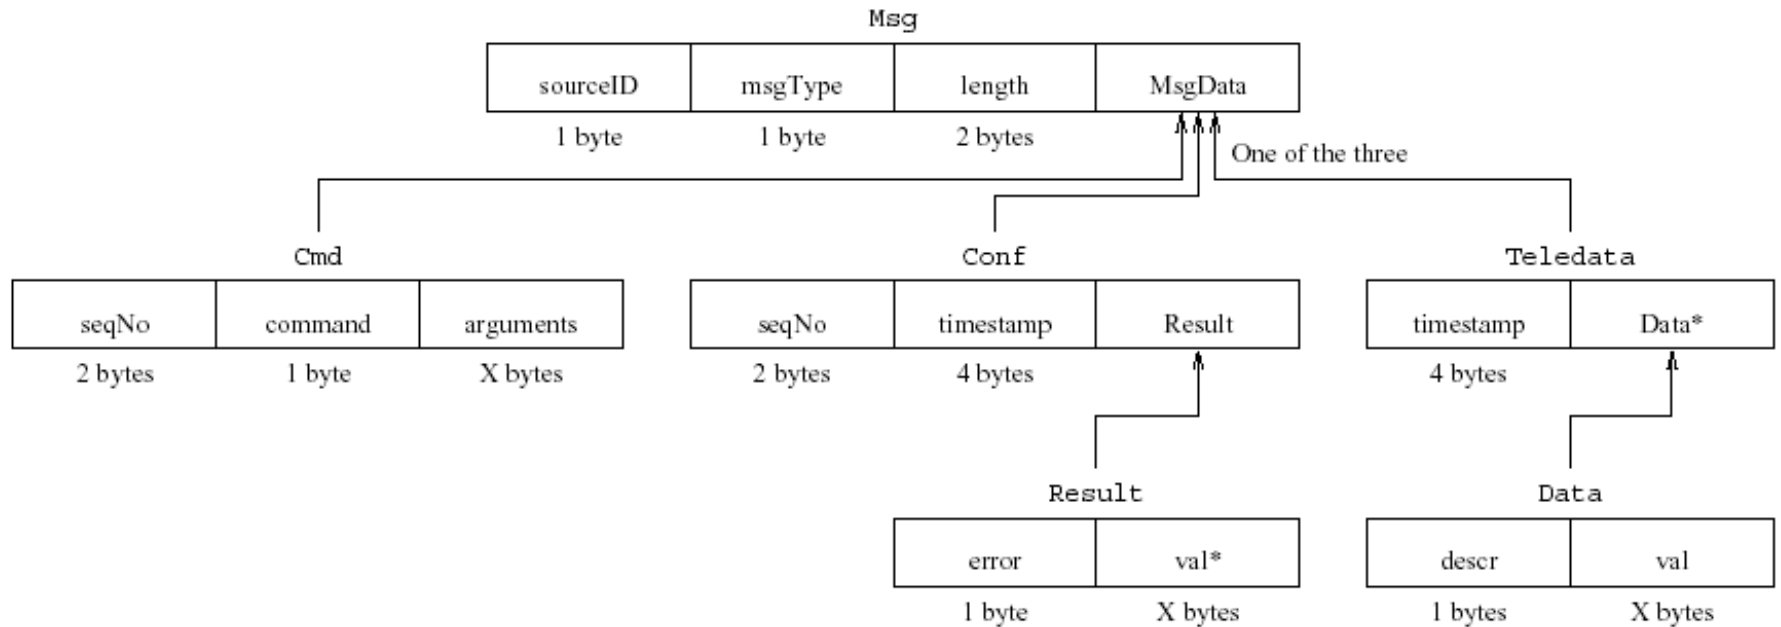 Msg
sourceID msgType length MsgData
1 byte 1 byte 2 bytes
One of the three
Cmd Conf Teledata
seqNo command arguments seqNo timestamp Result timestamp Data*
2 bytes 1 byte X bytes 2 bytes 4 bytes 4 bytes
Result Data
error val* descr val
1 byte X bytes 1 bytes X bytes